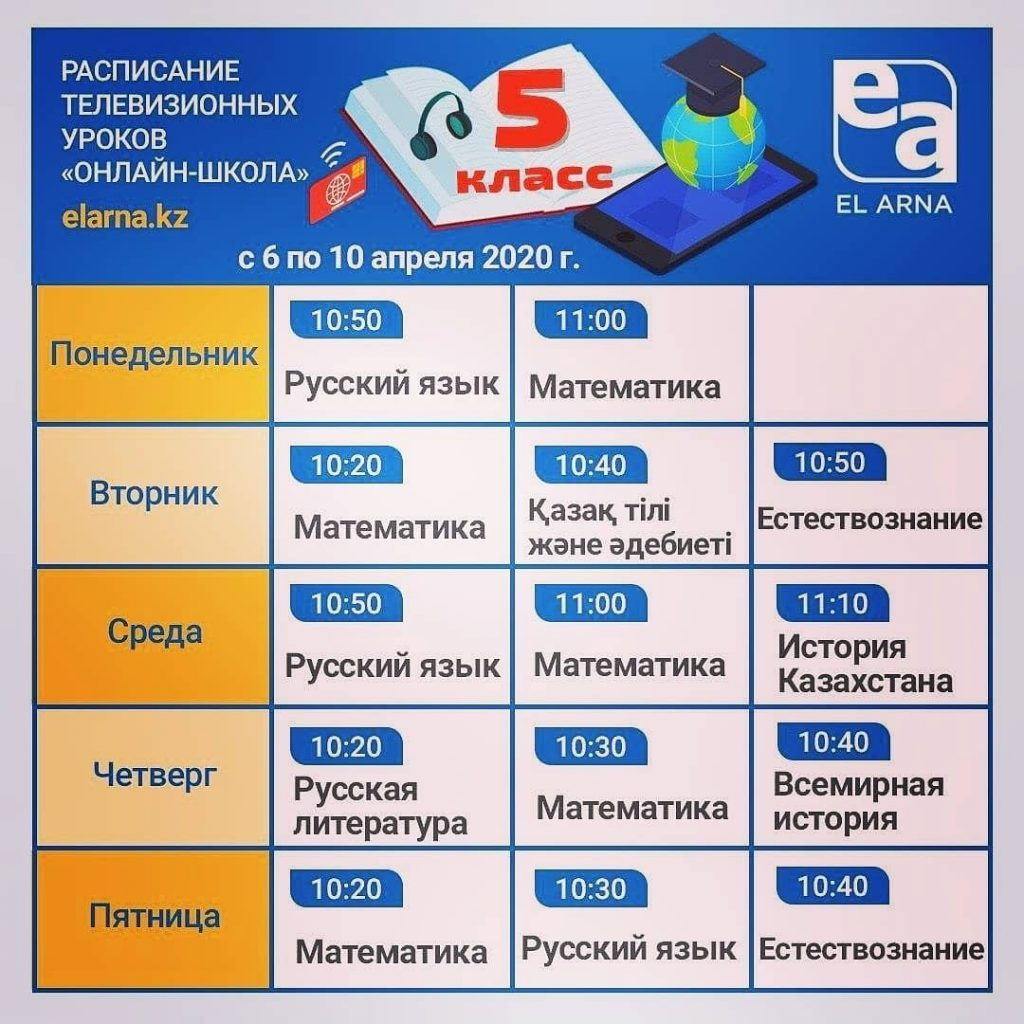 РАСПИСАНИЕ
ТЕЛЕВИЗИОННЫХ
УРОКОВ
«ОНЛАЙН-ШКОЛА»
elarna.kz
5
класс
ea
EL ARNA
с 6 по 10 апреля 2020 г.
Понедельник
10:50
Русский язык
11:00
Математика
Вторник
10:20
Математика
10:40
Қазақ тілі
және әдебиеті
10:50
Естествознание
Среда
10:50
Русский язык
11:00
Математика
11:10
История
Казахстана
Четверг
10:20
Русская
литература
10:30
Математика
10:40
Всемирная
история
Пятница
10:20
Математика
10:30
Русский язык
10:40
Естествознание